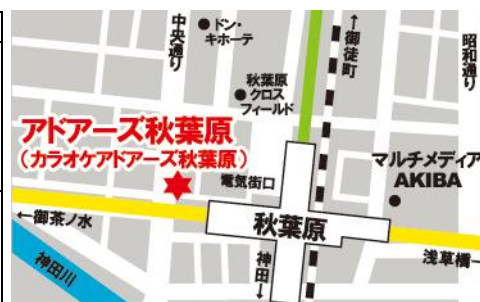 中央通り
ドン・
キホーテ
←御徒町
昭和通り
秋葉原
クロス
フィールド
アドアーズ秋葉原
(カラオケアドアーズ秋葉原)
電気街口
マルチメディア
AKIBA
←御茶ノ水
秋葉原
神田川
神田→
浅草橋→